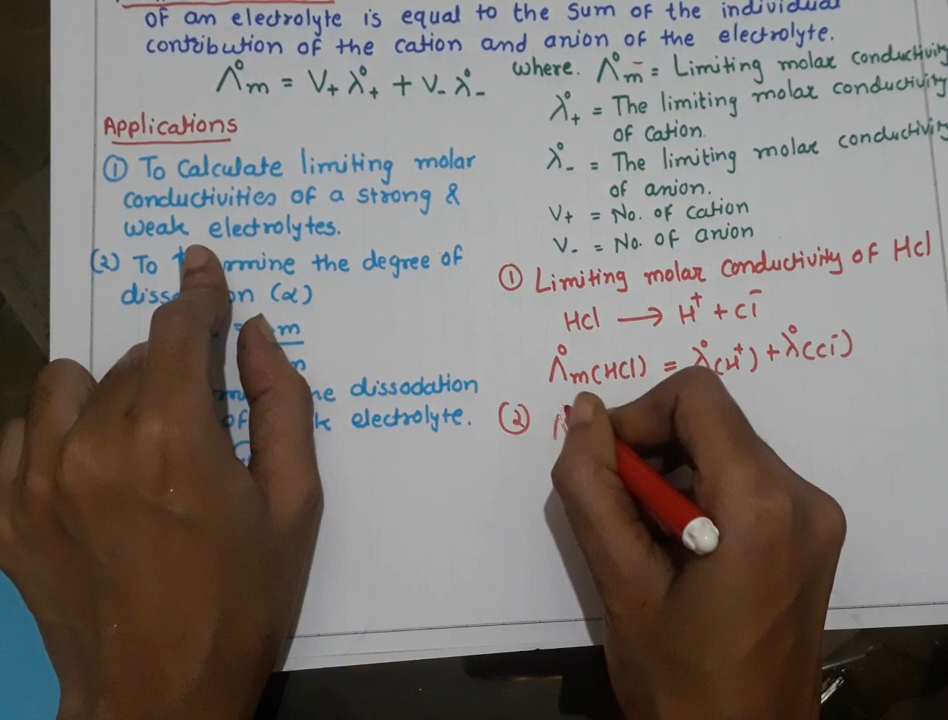 of an electrolyte is equal to the sum of the individual
contribution of the cation and anion of the electrolyte.
Λ°m = V₊ λ°₊ + V₋ λ°₋
where. Λ°m = Limiting molar conductivity
λ°₊ = The limiting molar conductivity
of cation.
λ°₋ = The limiting molar conductivity
of anion.
V₊ = No. of cation
V₋ = No. of anion
Applications
① To calculate limiting molar
conductivities of a strong &
weak electrolytes.
(2) To the degree of
(α)
m
dissodation
of electrolyte.
① Limiting molar conductivity of HCl
HCl ⟶ H⁺ + Cl⁻
Λ°m(HCl) = λ°(H⁺) + λ°(Cl⁻)
②